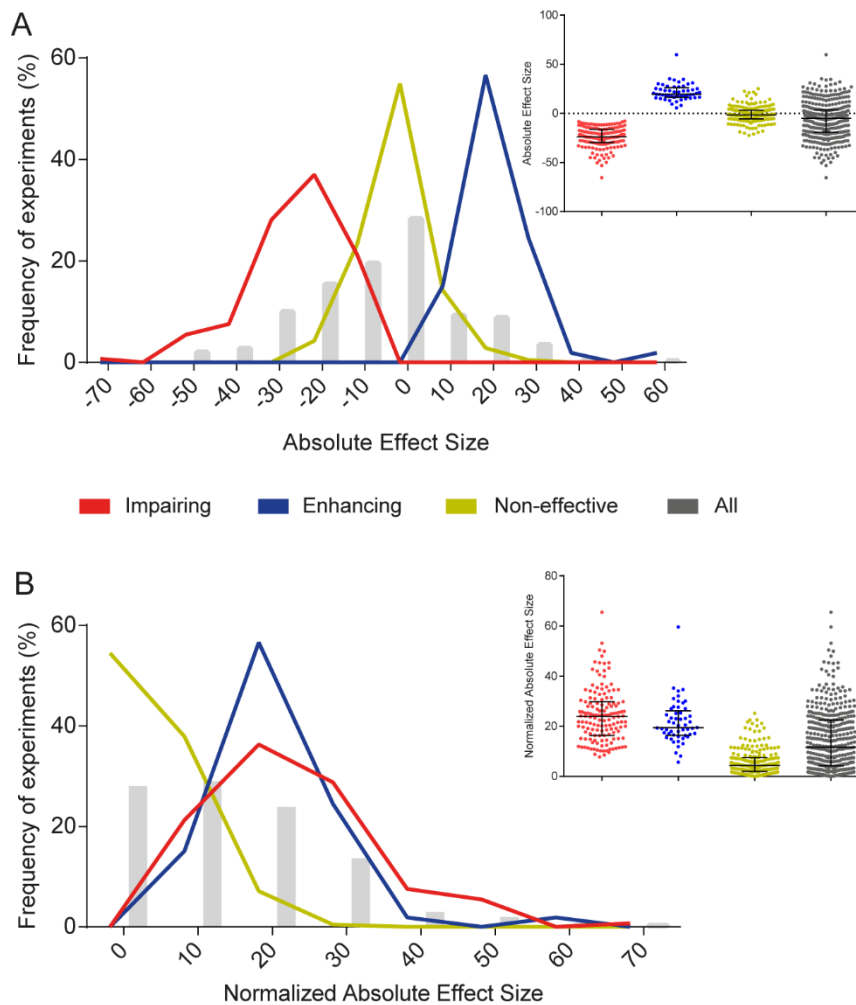 A
Frequency of experiments (%)
60
40
20
0
-70 -60 -50 -40 -30 -20 -10 0 10 20 30 40 50 60
Absolute Effect Size
Absolute Effect Size
100
50
0
-50
-100
Impairing Enhancing Non-effective All
B
Frequency of experiments (%)
60
40
20
0
0 10 20 30 40 50 60 70
Normalized Absolute Effect Size
Normalized Absolute Effect Size
80
60
40
20
0